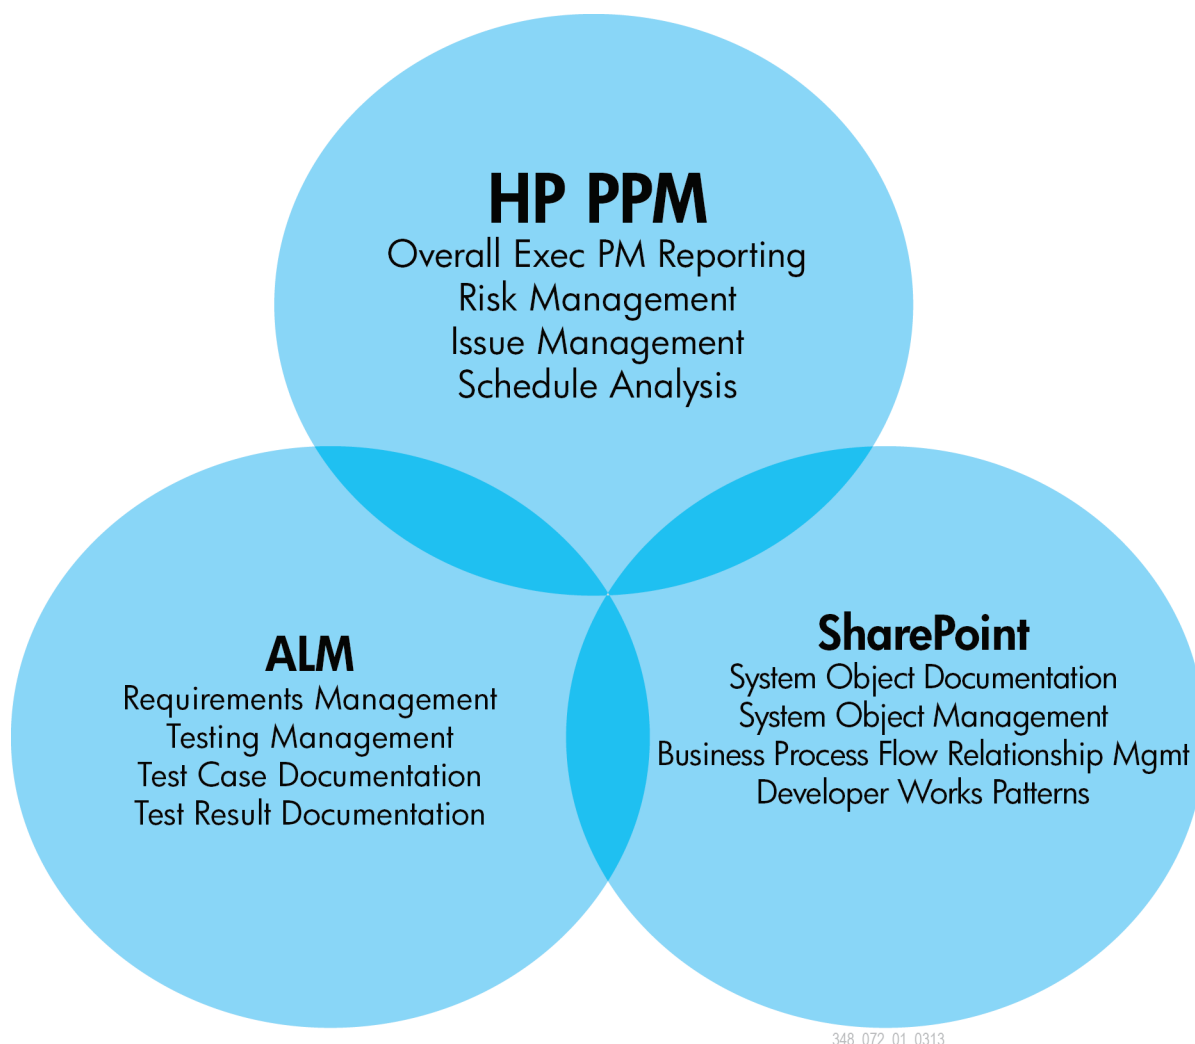 HP PPM
Overall Exec PM Reporting
Risk Management
Issue Management
Schedule Analysis
ALM
Requirements Management
Testing Management
Test Case Documentation
Test Result Documentation
SharePoint
System Object Documentation
System Object Management
Business Process Flow Relationship Mgmt
Developer Works Patterns
348_072_01_0313